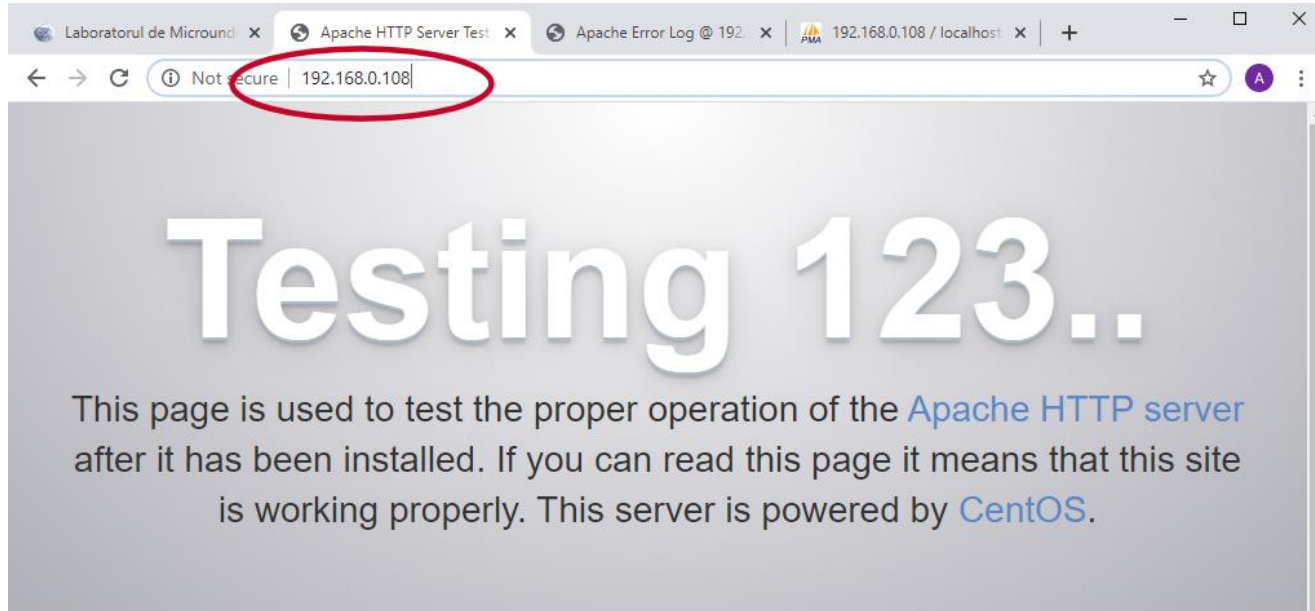 Laboratorul de Micround
Apache HTTP Server Test
Apache Error Log @ 192.
PMA 192.168.0.108 / localhost
Not secure | 192.168.0.108
A
Testing 123..
This page is used to test the proper operation of the Apache HTTP server
after it has been installed. If you can read this page it means that this site
is working properly. This server is powered by CentOS.